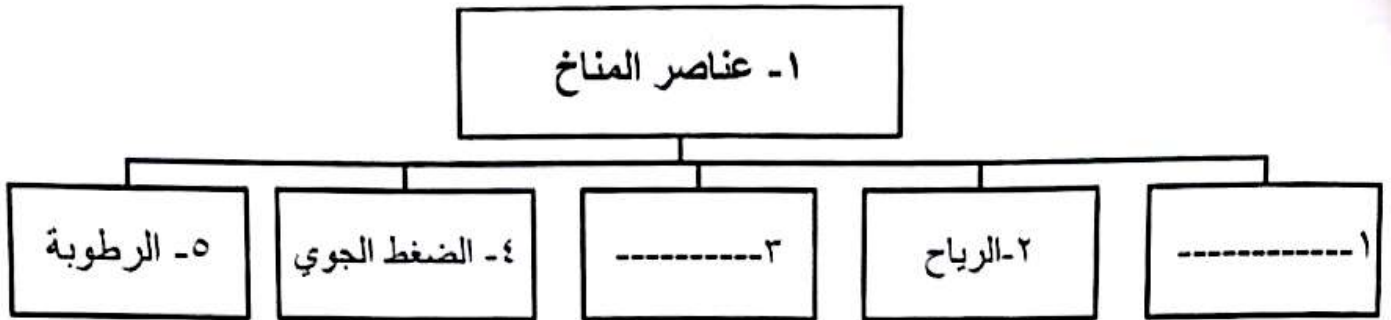 ١- عناصر المناخ
١------------
٢-الرياح
٣----------
٤- الضغط الجوي
٥- الرطوبة